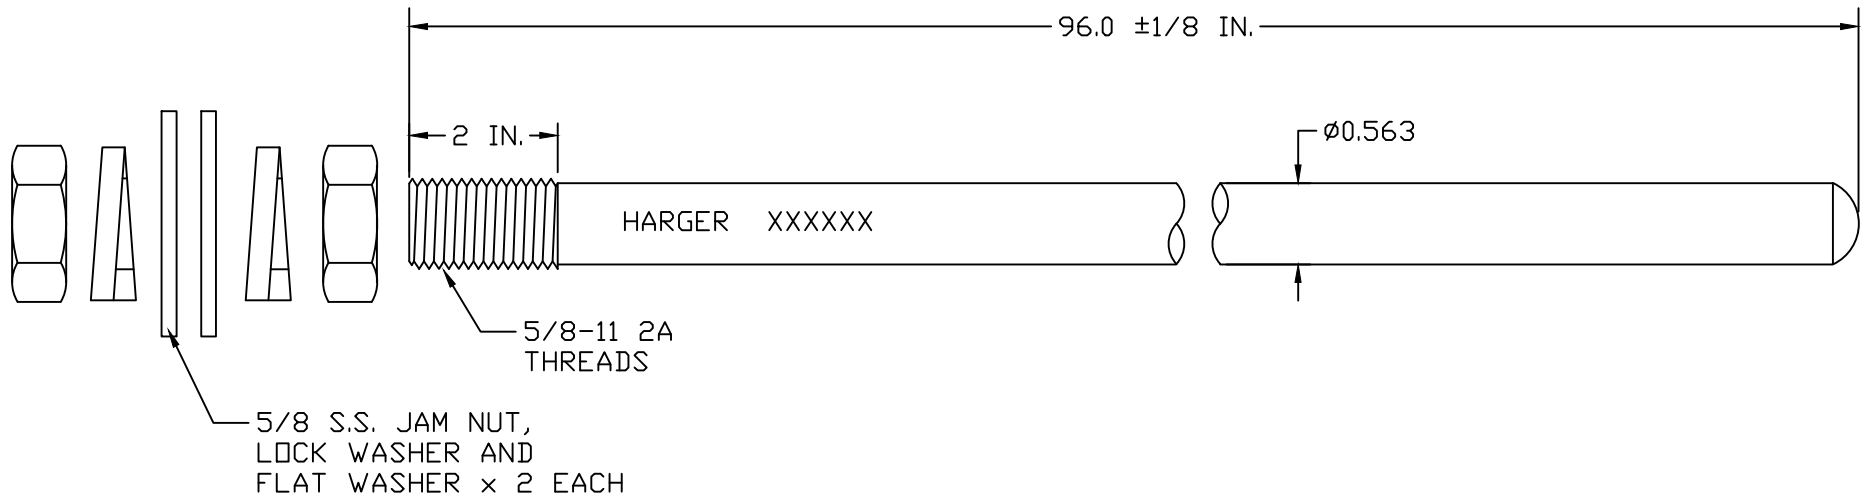 96.0 ±1/8 IN.
2 IN.
Ø0.563
HARGER XXXXXX
5/8-11 2A
THREADS
5/8 S.S. JAM NUT,
LOCK WASHER AND
FLAT WASHER x 2 EACH